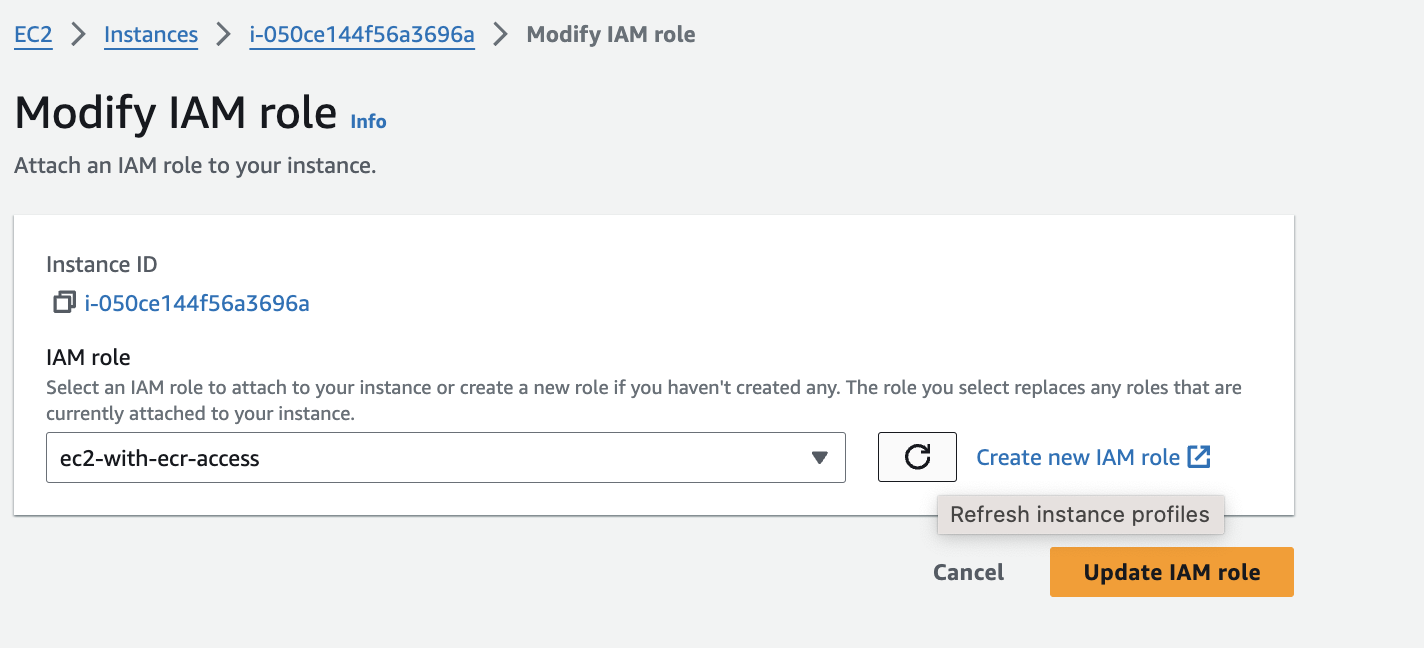 EC2 > Instances > i-050ce144f56a3696a > Modify IAM role
Modify IAM role Info
Attach an IAM role to your instance.
Instance ID
i-050ce144f56a3696a
IAM role
Select an IAM role to attach to your instance or create a new role if you haven't created any. The role you select replaces any roles that are
currently attached to your instance.
ec2-with-ecr-access
Create new IAM role
Refresh instance profiles
Cancel
Update IAM role